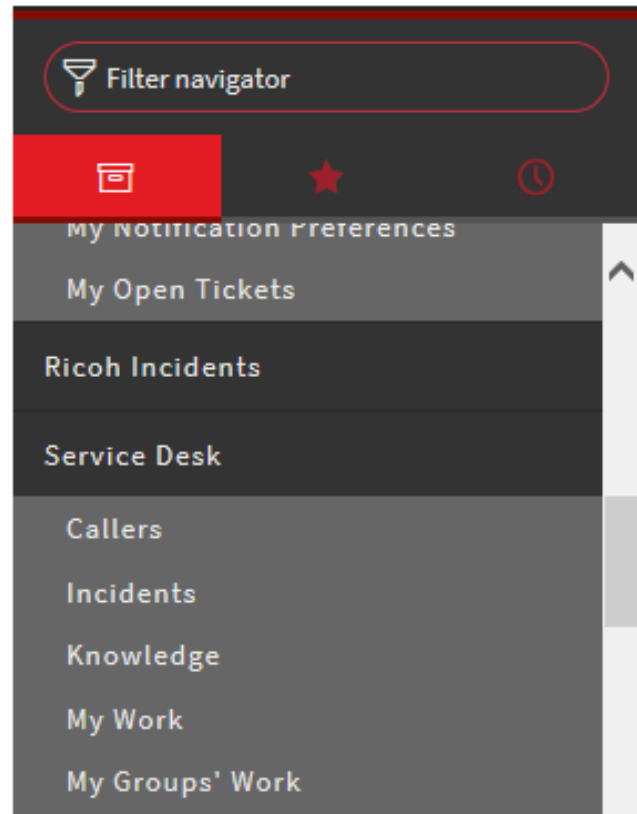 Filter navigator
My Notification Preferences
My Open Tickets
Ricoh Incidents
Service Desk
Callers
Incidents
Knowledge
My Work
My Groups' Work